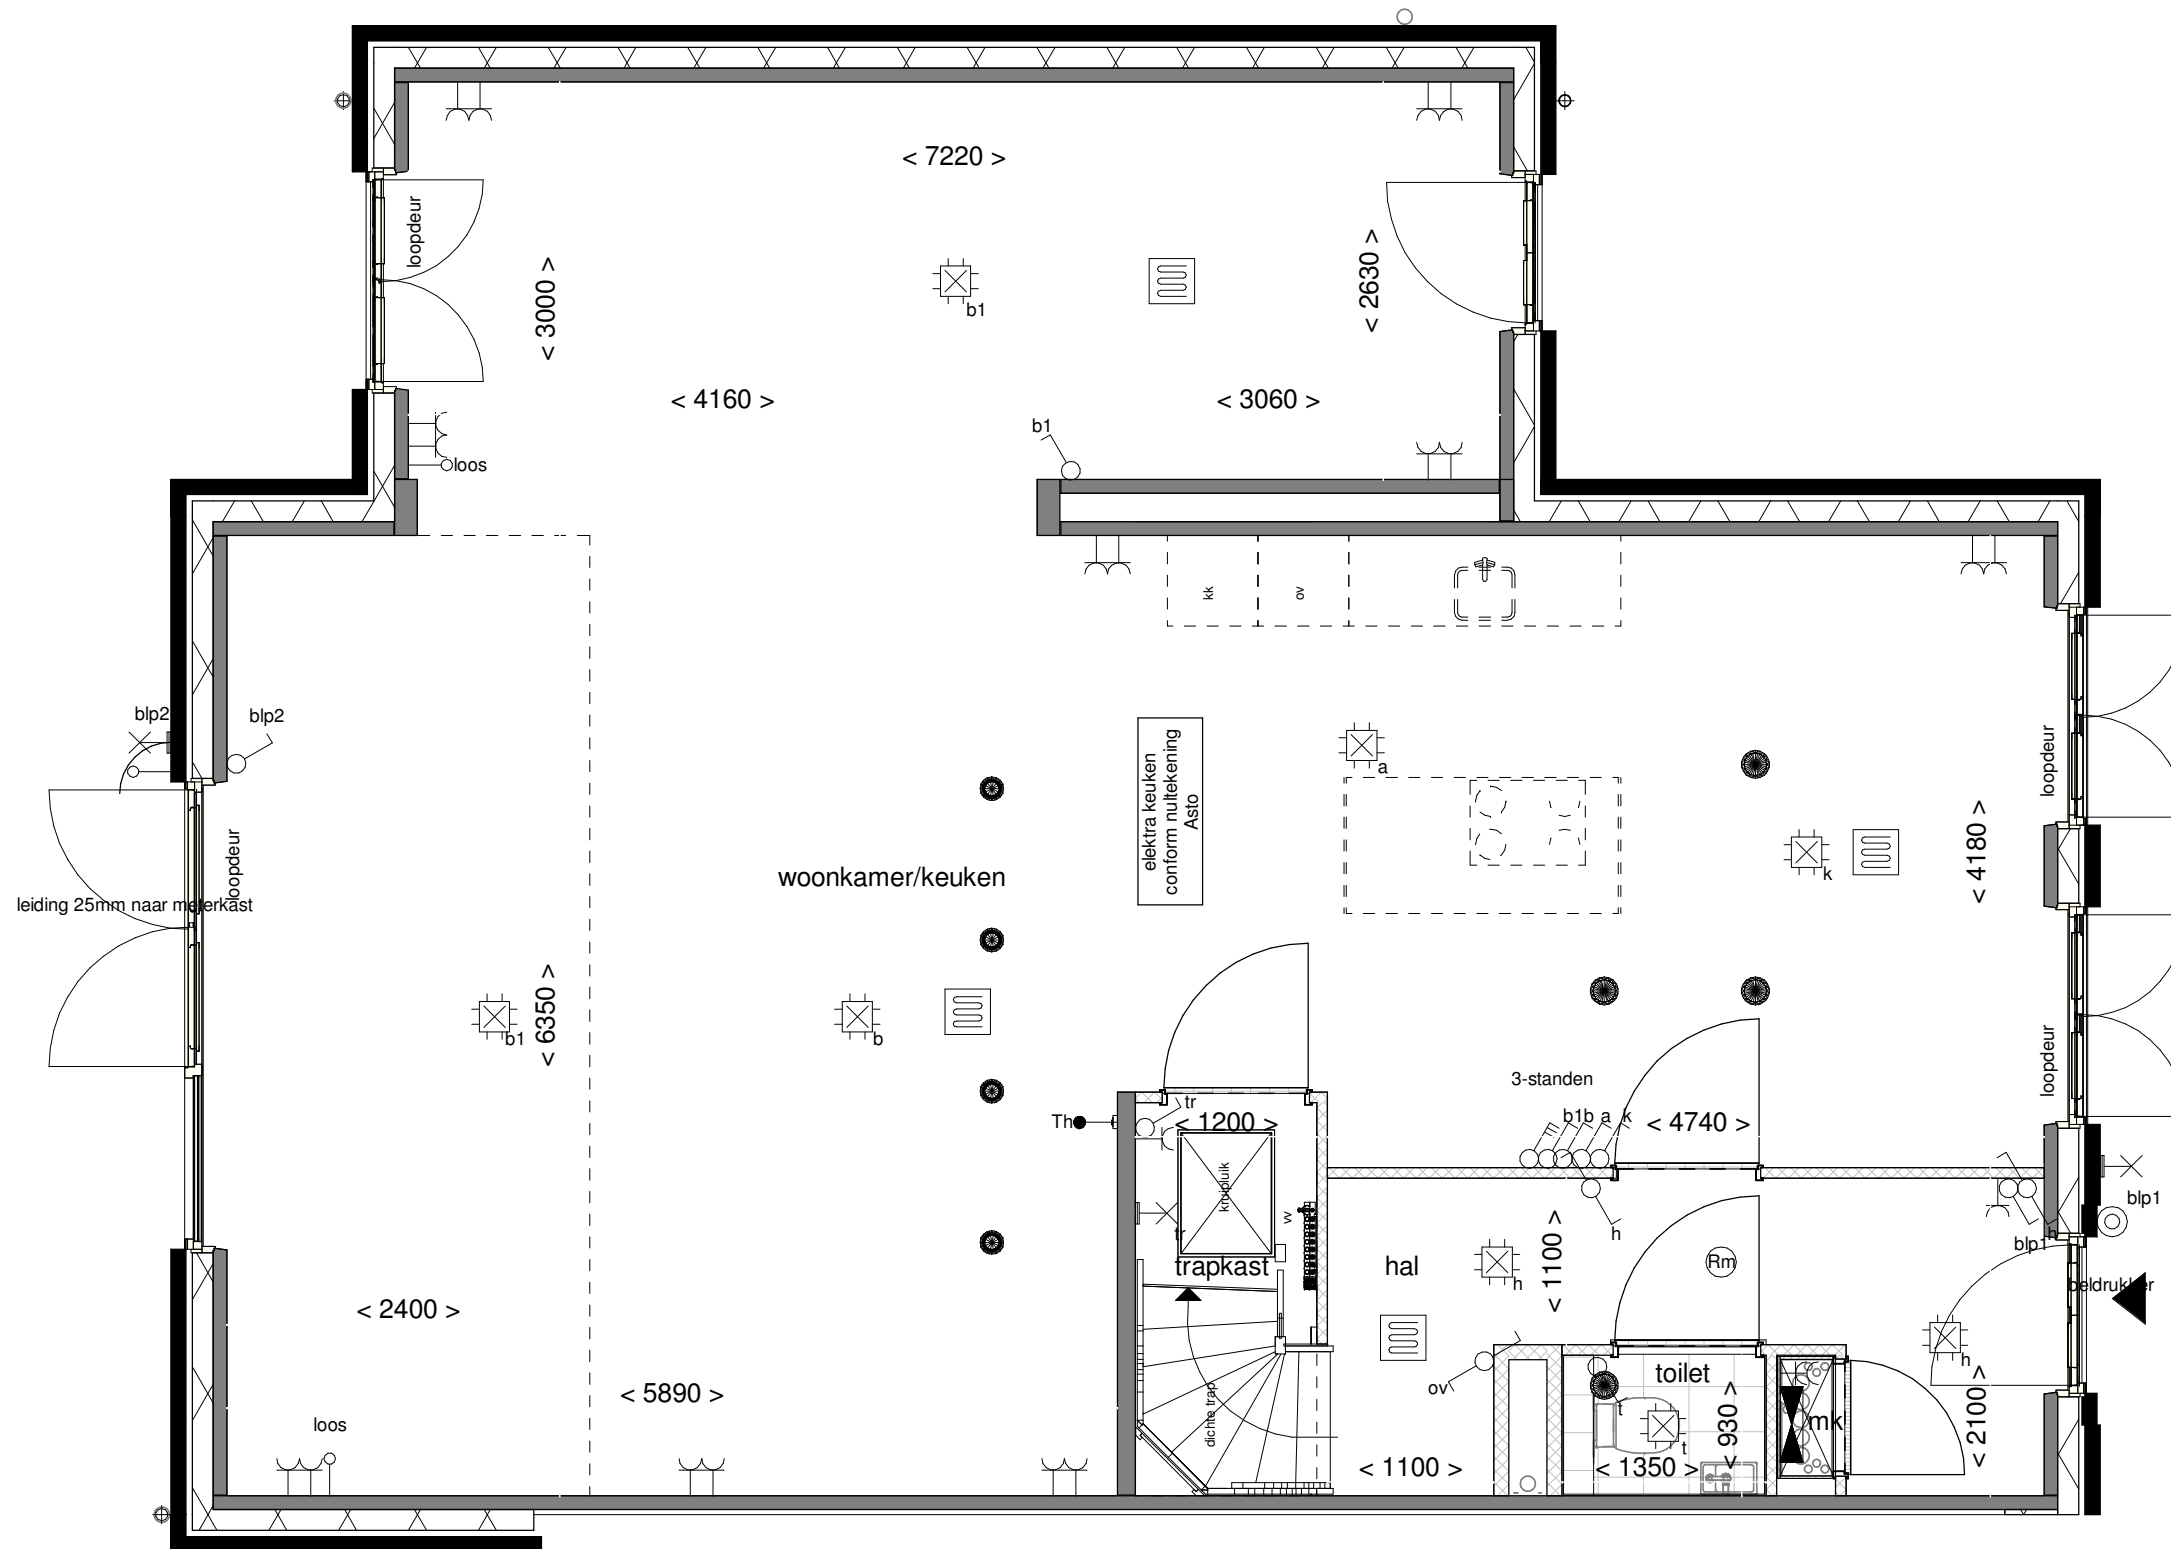 < 7220 >
loopdeur
< 3000 >
< 2630 >
b1
< 4160 >
< 3060 >
b1
loos
kk
ov
blp2
blp2
elektra keuken
conform nultekening
Asto
a
loopdeur
loopdeur
< 4180 >
k
woonkamer/keuken
leiding 25mm naar meterkast
b1
< 6350 >
b
loopdeur
3-standen
b1b a k
< 4740 >
Th
tr
< 1200 >
kruipluik
tr
w
trapkast
hal
h
h
< 1100 >
Rm
blp1
blp1
h
beldrukker
h
< 2400 >
< 5890 >
loos
dichte trap
ov
< 1100 >
toilet
t
t
< 930 >
< 1350 >
mk
< 2100 >